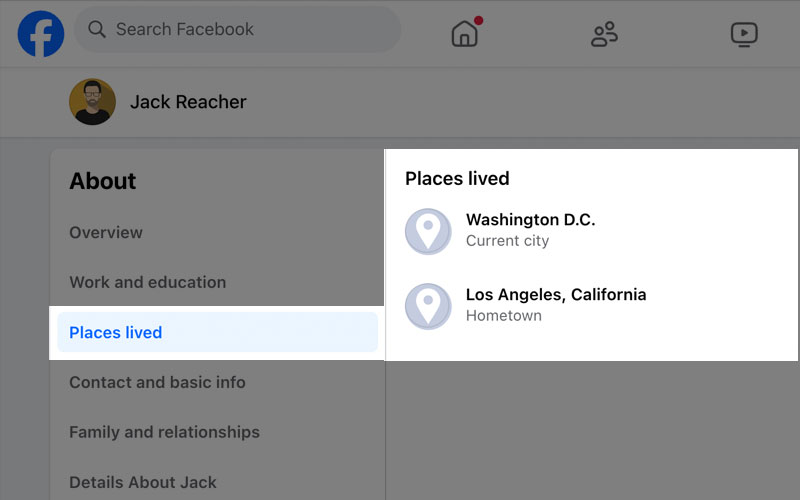 Search Facebook
Jack Reacher
About
Overview
Work and education
Places lived
Contact and basic info
Family and relationships
Details About Jack
Places lived
Washington D.C.
Current city
Los Angeles, California
Hometown